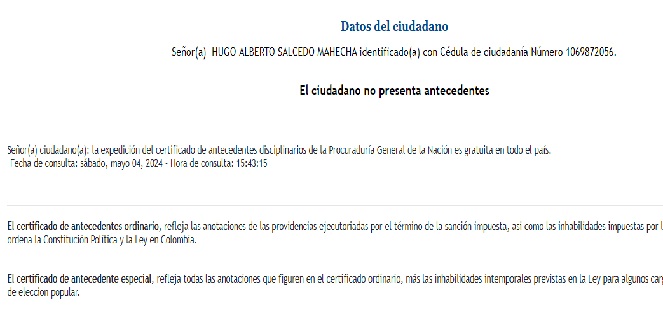 Datos del ciudadano
Señor(a) HUGO ALBERTO SALCEDO MAHECHA identificado(a) con Cédula de ciudadanía Número 1069872056.
El ciudadano no presenta antecedentes
Señor(a) ciudadano(a): la expedición del certificado de antecedentes disciplinarios de la Procuraduría General de la Nación es gratuita en todo el país.
Fecha de consulta: sábado, mayo 04, 2024 - Hora de consulta: 15:43:15
El certificado de antecedentes ordinario, refleja las anotaciones de las providencias ejecutoriadas por el término de la sanción impuesta, así como las inhabilidades impuestas por
ordena la Constitución Política y la Ley en Colombia.
El certificado de antecedente especial, refleja todas las anotaciones que figuren en el certificado ordinario, más las inhabilidades intemporales previstas en la Ley para algunos
de eleccion popular.